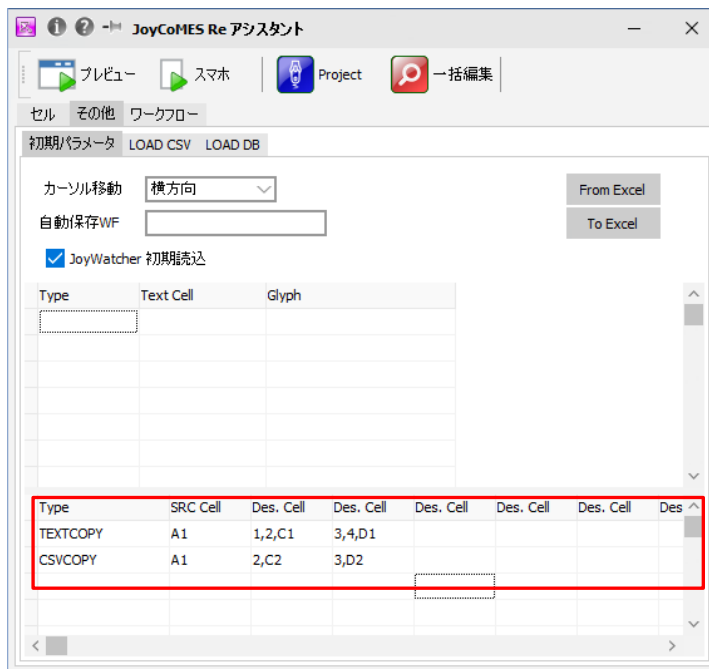 JoyCoMES Re アシスタント
プレビュー スマホ Project 一括編集
セル その他 ワークフロー
初期パラメータ LOAD CSV LOAD DB
カーソル移動 横方向 From Excel
自動保存WF To Excel
JoyWatcher 初期読込
Type Text Cell Glyph
Type SRC Cell Des. Cell Des. Cell Des. Cell Des. Cell Des. Cell Des
TEXTCOPY A1 1,2,C1 3,4,D1
CSVCOPY A1 2,C2 3,D2